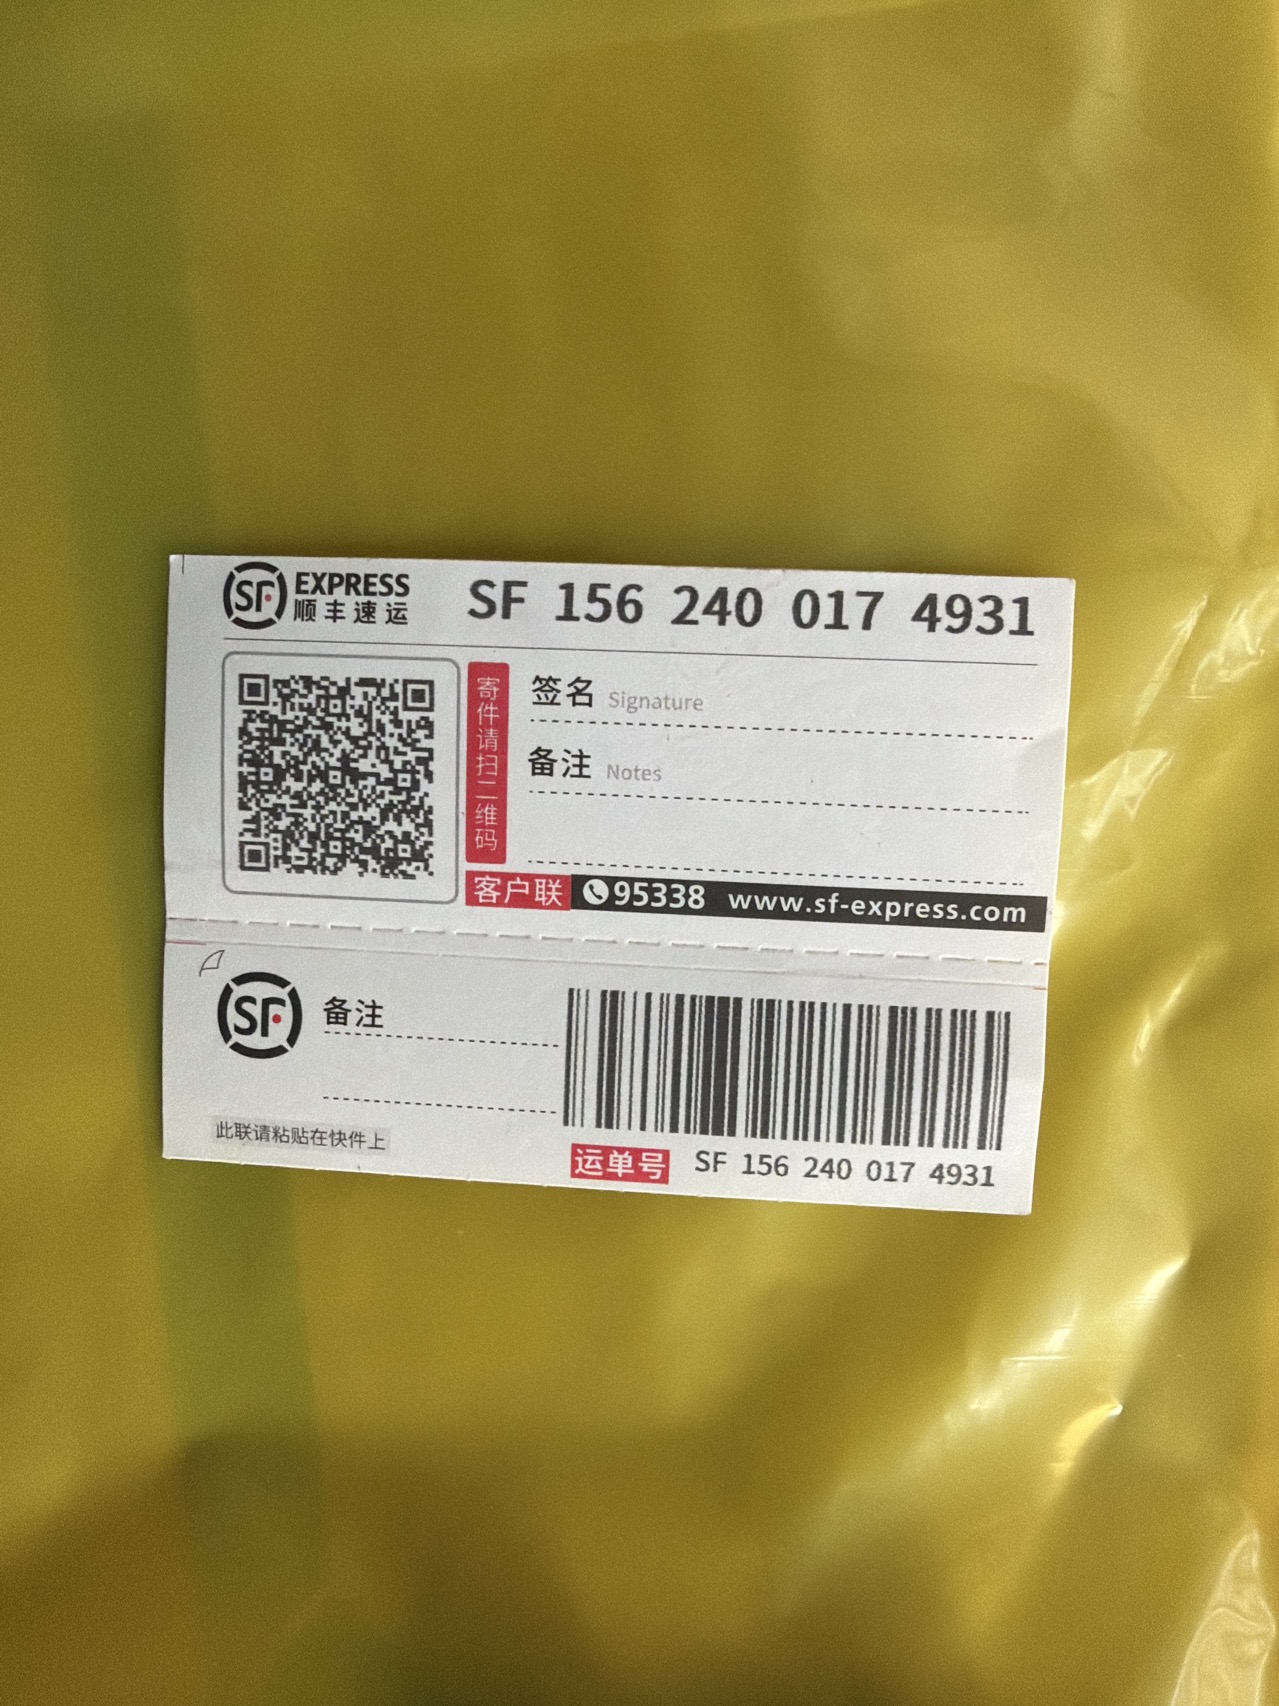 SF EXPRESS
顺丰速运
SF 156 240 017 4931
寄件请扫二维码
签名 Signature
备注 Notes
客户联 95338 www.sf-express.com
SF 备注
此联请粘贴在快件上
运单号 SF 156 240 017 4931